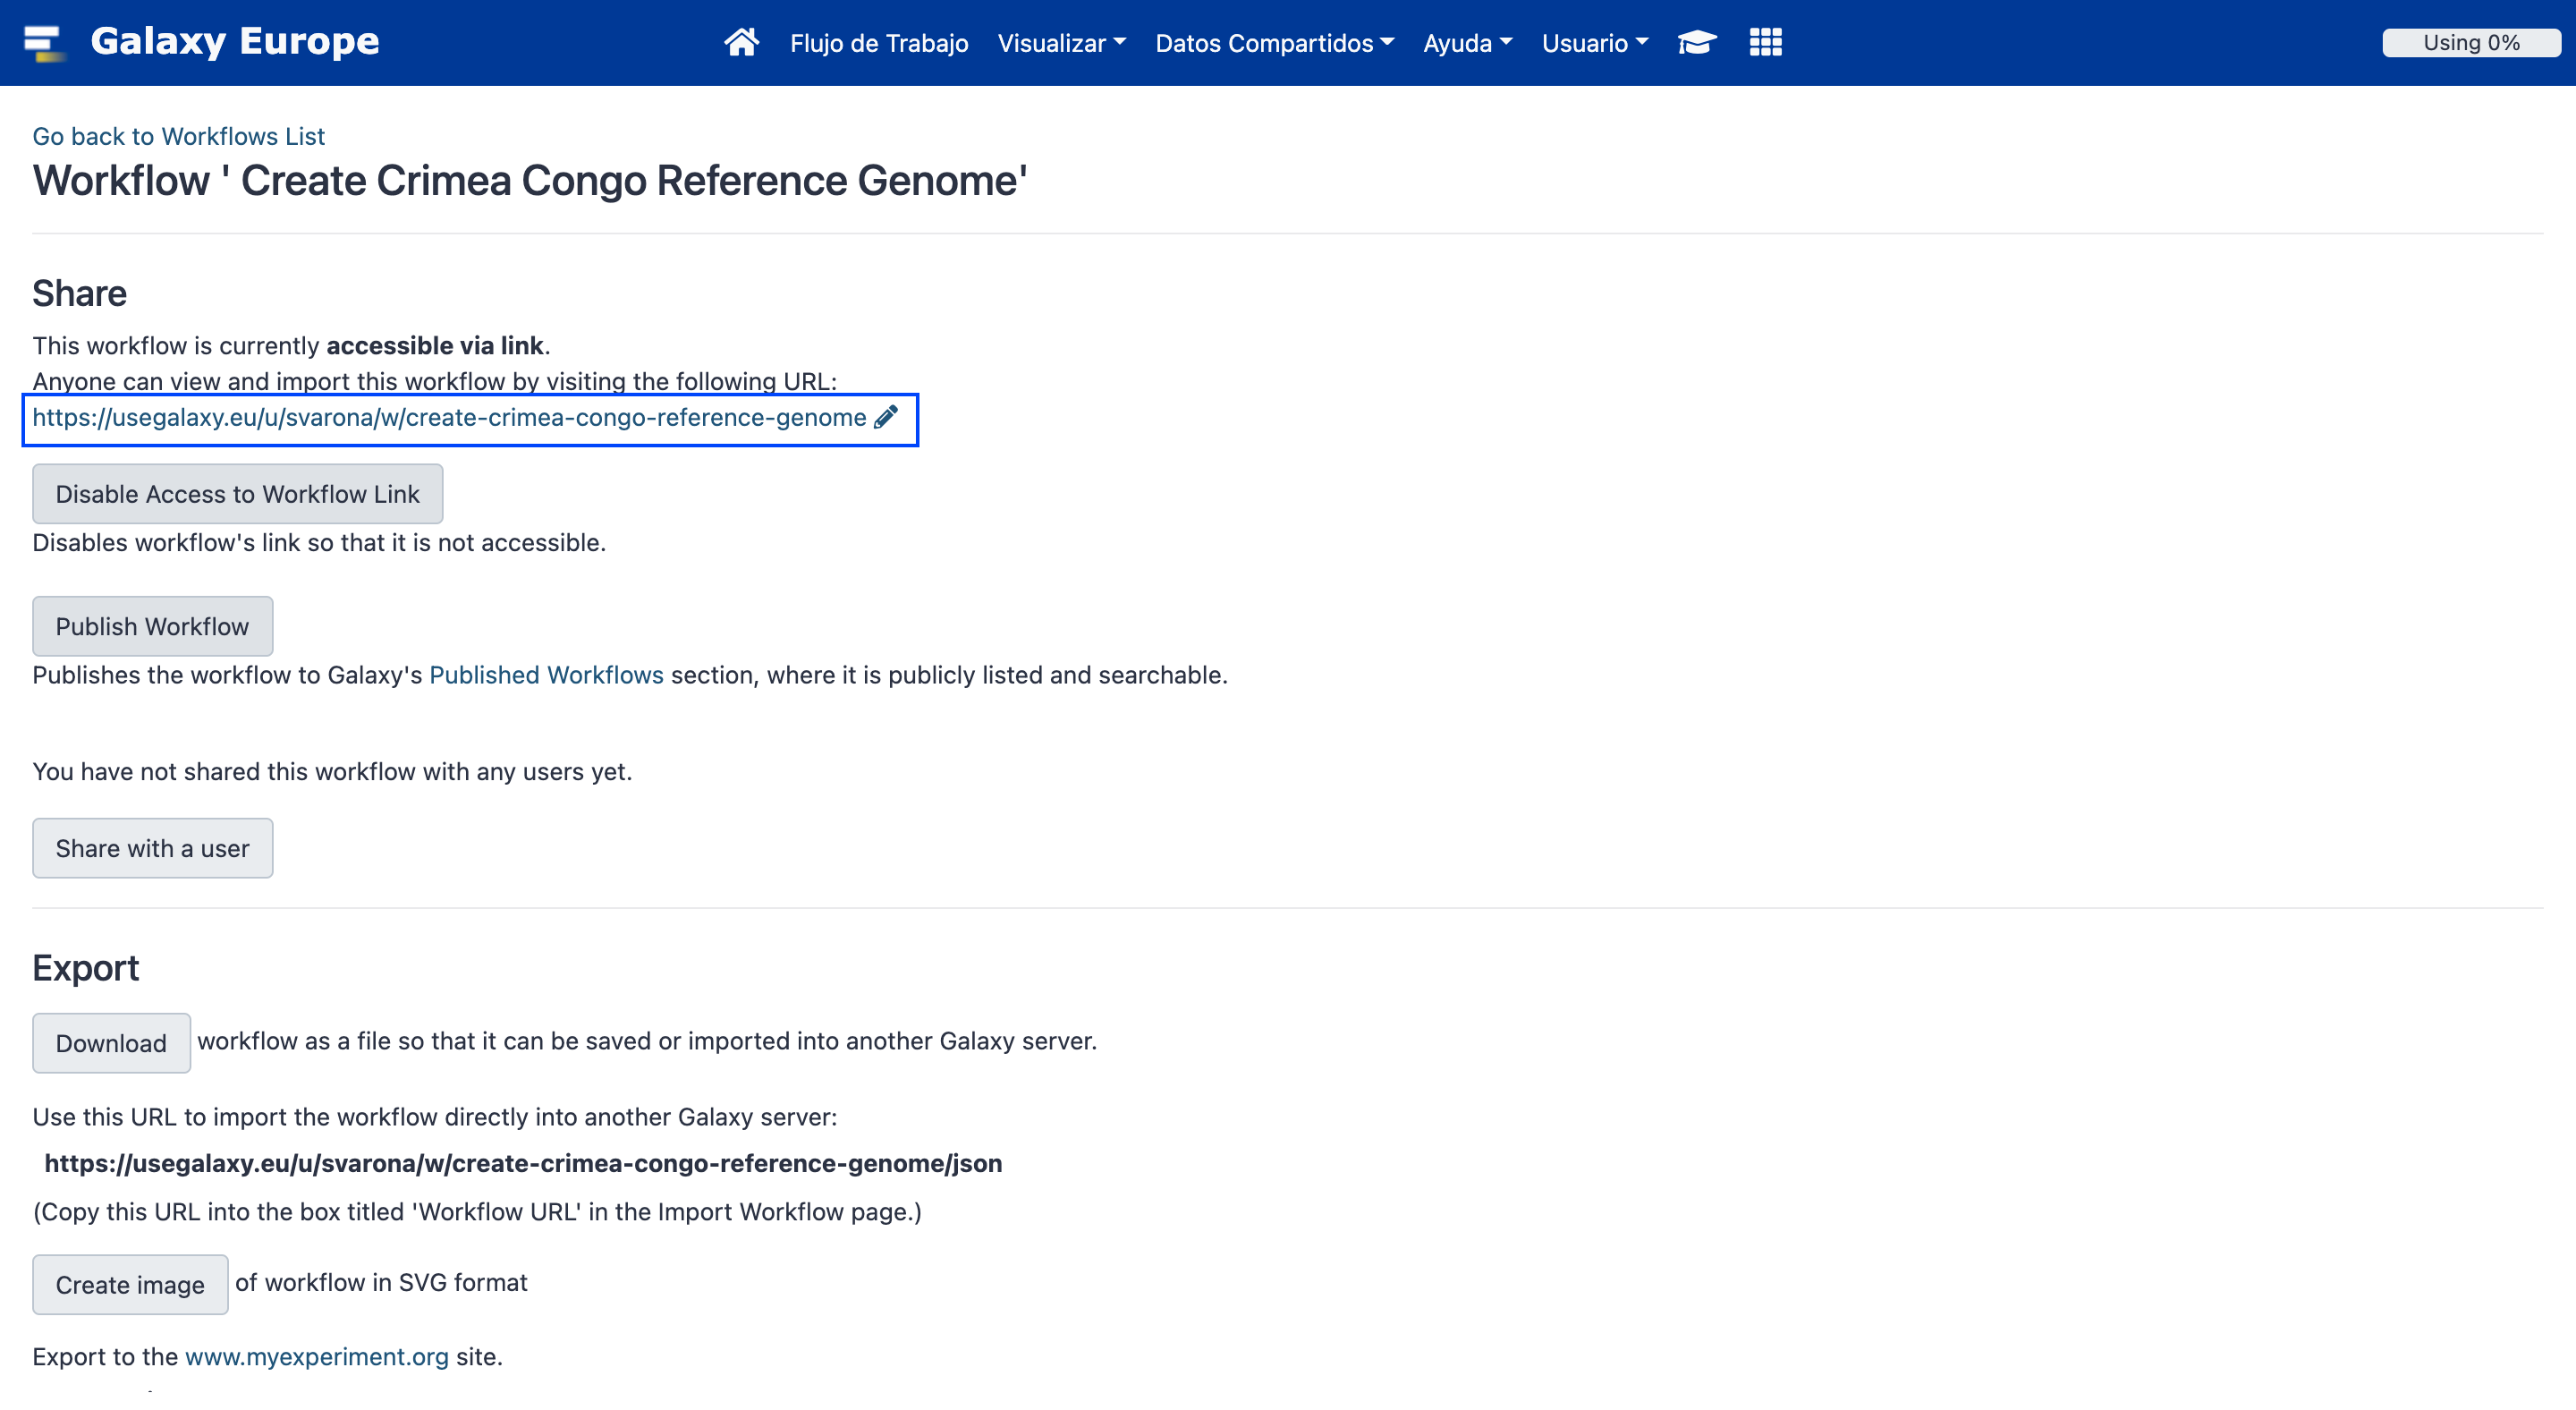 Galaxy Europe
Flujo de Trabajo Visualizar Datos Compartidos Ayuda Usuario
Using 0%
Go back to Workflows List
Workflow ' Create Crimea Congo Reference Genome'
Share
This workflow is currently accessible via link.
Anyone can view and import this workflow by visiting the following URL:
https://usegalaxy.eu/u/svarona/w/create-crimea-congo-reference-genome
Disable Access to Workflow Link
Disables workflow's link so that it is not accessible.
Publish Workflow
Publishes the workflow to Galaxy's Published Workflows section, where it is publicly listed and searchable.
You have not shared this workflow with any users yet.
Share with a user
Export
Download workflow as a file so that it can be saved or imported into another Galaxy server.
Use this URL to import the workflow directly into another Galaxy server:
https://usegalaxy.eu/u/svarona/w/create-crimea-congo-reference-genome/json
(Copy this URL into the box titled 'Workflow URL' in the Import Workflow page.)
Create image of workflow in SVG format
Export to the www.myexperiment.org site.